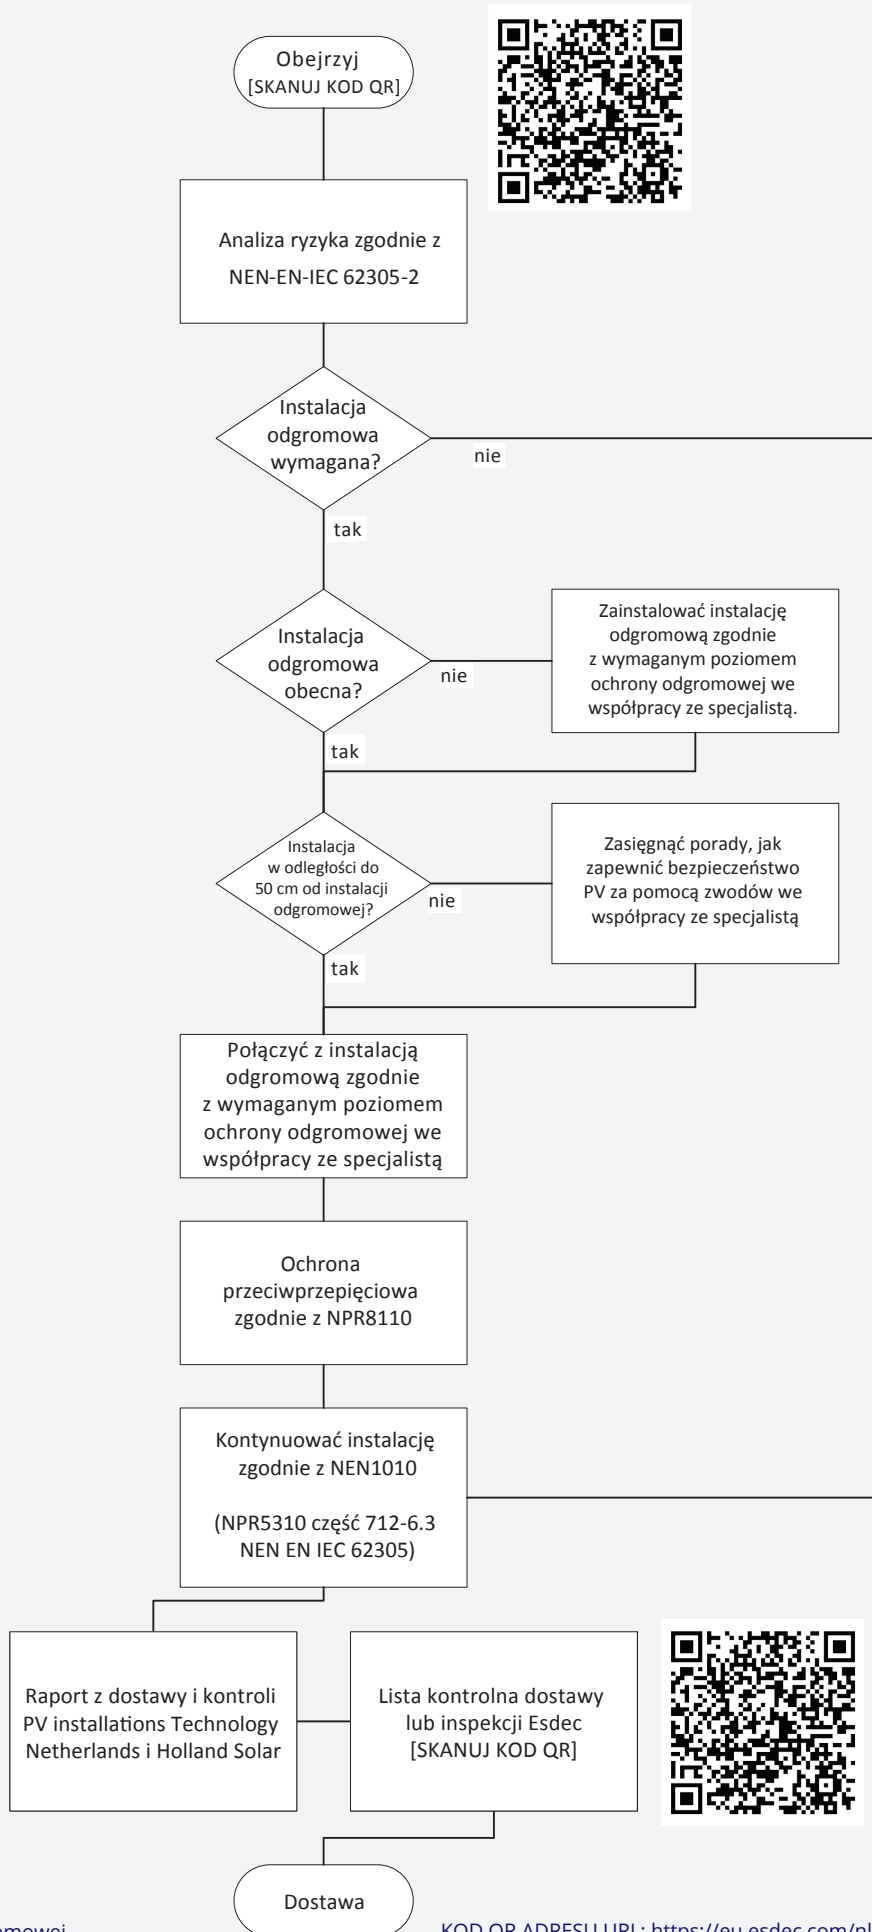 Obejrzyj
[SKANUJ KOD QR]
Analiza ryzyka zgodnie z
NEN-EN-IEC 62305-2
Instalacja
odgromowa
wymagana?
nie
tak
Instalacja
odgromowa
obecna?
nie
Zainstalować instalację
odgromową zgodnie
z wymaganym poziomem
ochrony odgromowej we
współpracy ze specjalistą.
tak
Instalacja
w odległości do
50 cm od instalacji
odgromowej?
nie
Zasięgnąć porady, jak
zapewnić bezpieczeństwo
PV za pomocą zwodów we
współpracy ze specjalistą
tak
Połączyć z instalacją
odgromową zgodnie
z wymaganym poziomem
ochrony odgromowej we
współpracy ze specjalistą
Ochrona
przeciwprzepięciowa
zgodnie z NPR8110
Kontynuować instalację
zgodnie z NEN1010
(NPR5310 część 712-6.3
NEN EN IEC 62305)
Raport z dostawy i kontroli
PV installations Technology
Netherlands i Holland Solar
Lista kontrolna dostawy
lub inspekcji Esdec
[SKANUJ KOD QR]
Dostawa